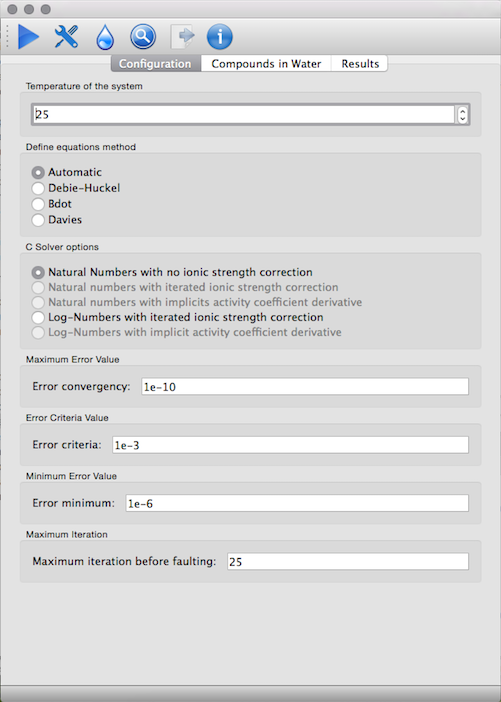 Configuration
Compounds in Water
Results
Temperature of the system
25
Define equations method
Automatic
Debie-Huckel
Bdot
Davies
C Solver options
Natural Numbers with no ionic strength correction
Natural numbers with iterated ionic strength correction
Natural numbers with implicits activity coefficient derivative
Log-Numbers with iterated ionic strength correction
Log-Numbers with implicit activity coefficient derivative
Maximum Error Value
Error convergency: 1e-10
Error Criteria Value
Error criteria: 1e-3
Minimum Error Value
Error minimum: 1e-6
Maximum Iteration
Maximum iteration before faulting: 25